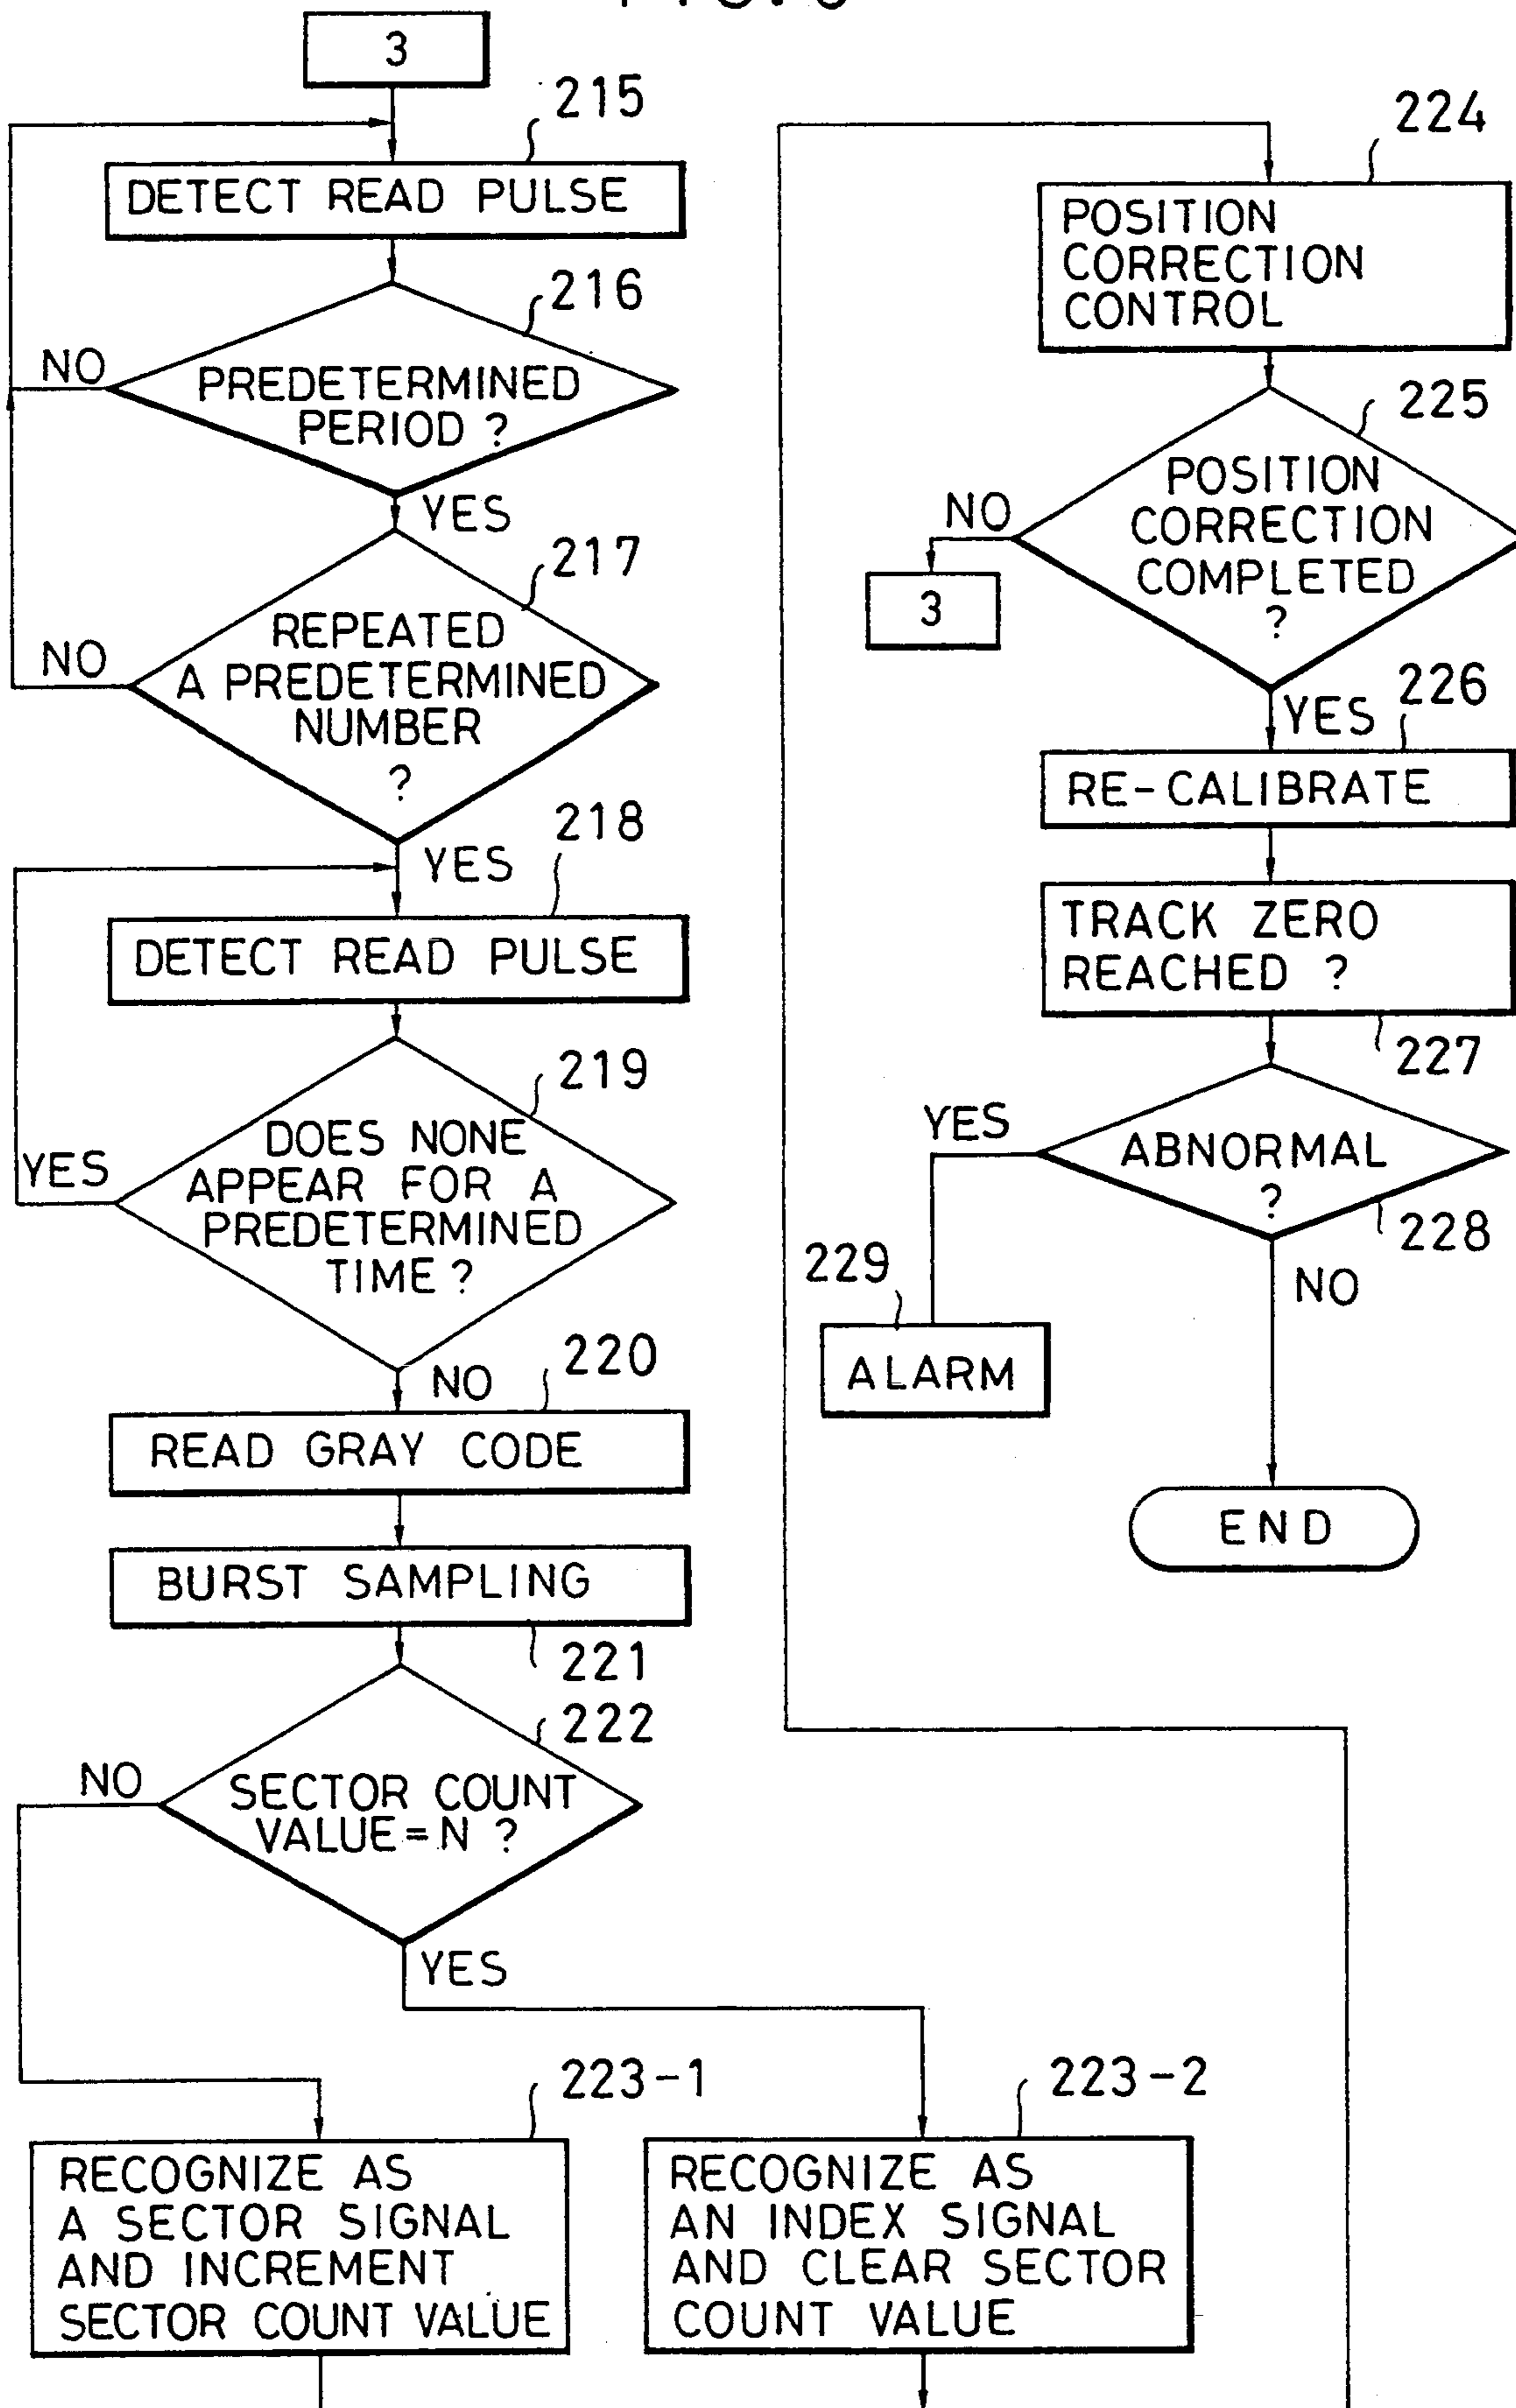 3
215
DETECT READ PULSE
216
PREDETERMINED
PERIOD ?
NO
YES
217
REPEATED
A PREDETERMINED
NUMBER
?
NO
YES
218
DETECT READ PULSE
219
DOES NONE
APPEAR FOR A
PREDETERMINED
TIME ?
YES
NO
220
READ GRAY CODE
BURST SAMPLING
221
222
SECTOR COUNT
VALUE = N ?
NO
YES
223-1
RECOGNIZE AS
A SECTOR SIGNAL
AND INCREMENT
SECTOR COUNT VALUE
223-2
RECOGNIZE AS
AN INDEX SIGNAL
AND CLEAR SECTOR
COUNT VALUE
224
POSITION
CORRECTION
CONTROL
225
POSITION
CORRECTION
COMPLETED
?
NO
3
YES
226
RE-CALIBRATE
TRACK ZERO
REACHED ?
227
ABNORMAL
?
228
YES
229
ALARM
NO
END